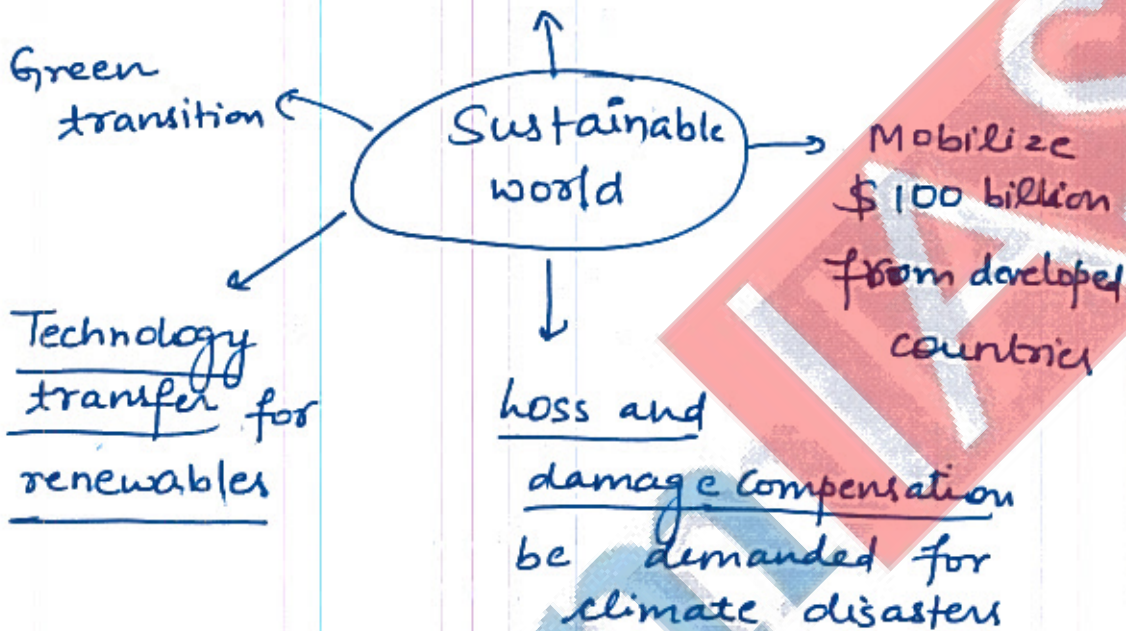 Green
transition
Sustainable
world
Mobilize
$ 100 billion
from developed
countries
Technology
transfer for
renewables
Loss and
damage compensation
be demanded for
climate disasters